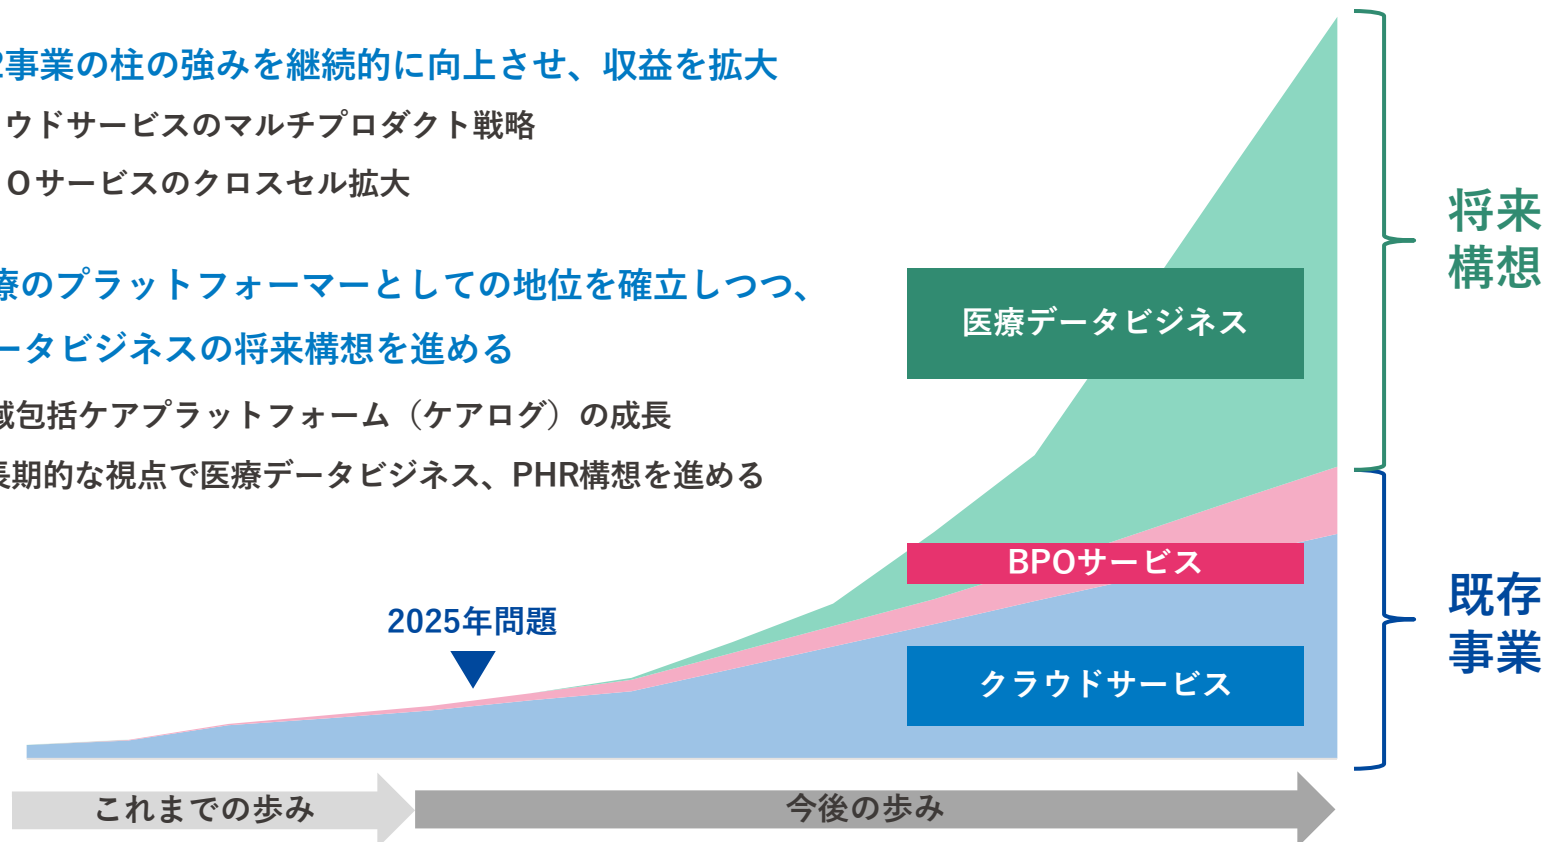 2事業の柱の強みを継続的に向上させ、収益を拡大
ウドサービスのマルチプロダクト戦略
Oサービスのクロスセル拡大
療のプラットフォーマーとしての地位を確立しつつ、
ータビジネスの将来構想を進める
域包括ケアプラットフォーム（ケアログ）の成長
長期的な視点で医療データビジネス、PHR構想を進める
将来
構想
医療データビジネス
BPOサービス
既存
事業
2025年問題
クラウドサービス
これまでの歩み
今後の歩み